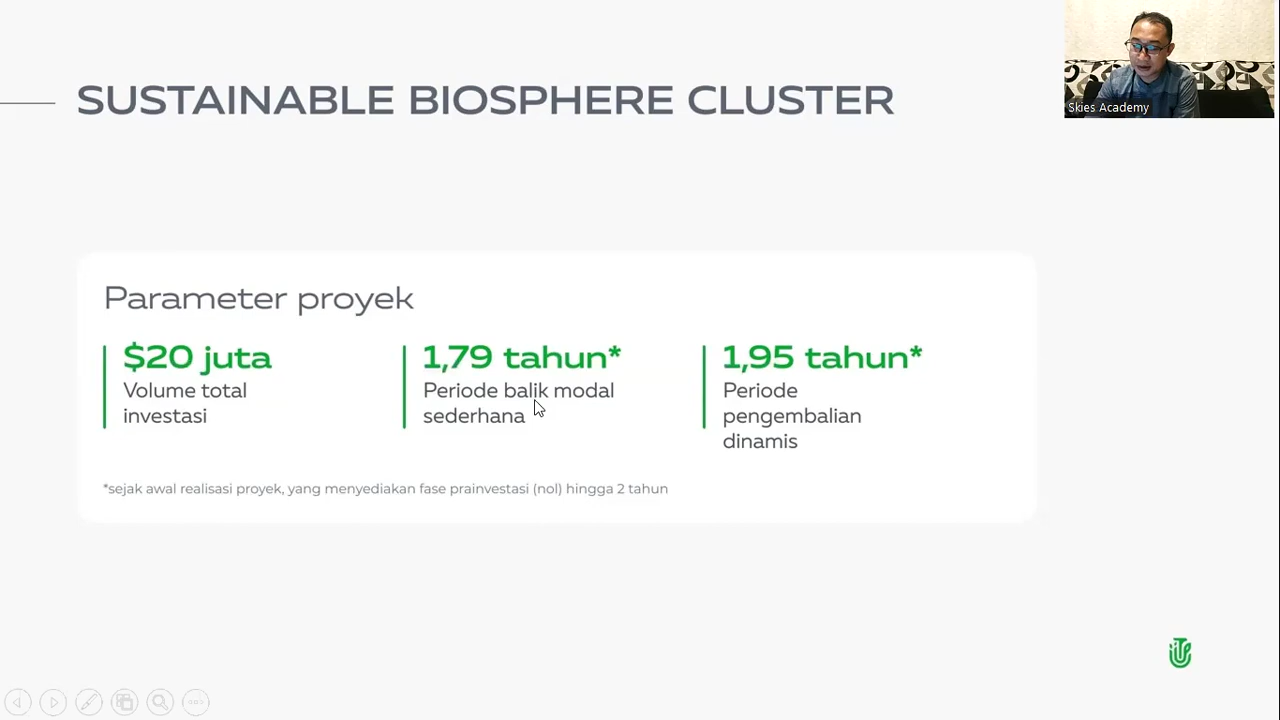 SUSTAINABLE BIOSPHERE CLUSTER
Skies Academy
Parameter proyek
$20 juta
Volume total
investasi
1,79 tahun*
Periode balik modal
sederhana
1,95 tahun*
Periode
pengembalian
dinamis
*sejak awal realisasi proyek, yang menyediakan fase prainvestasi (nol) hingga 2 tahun